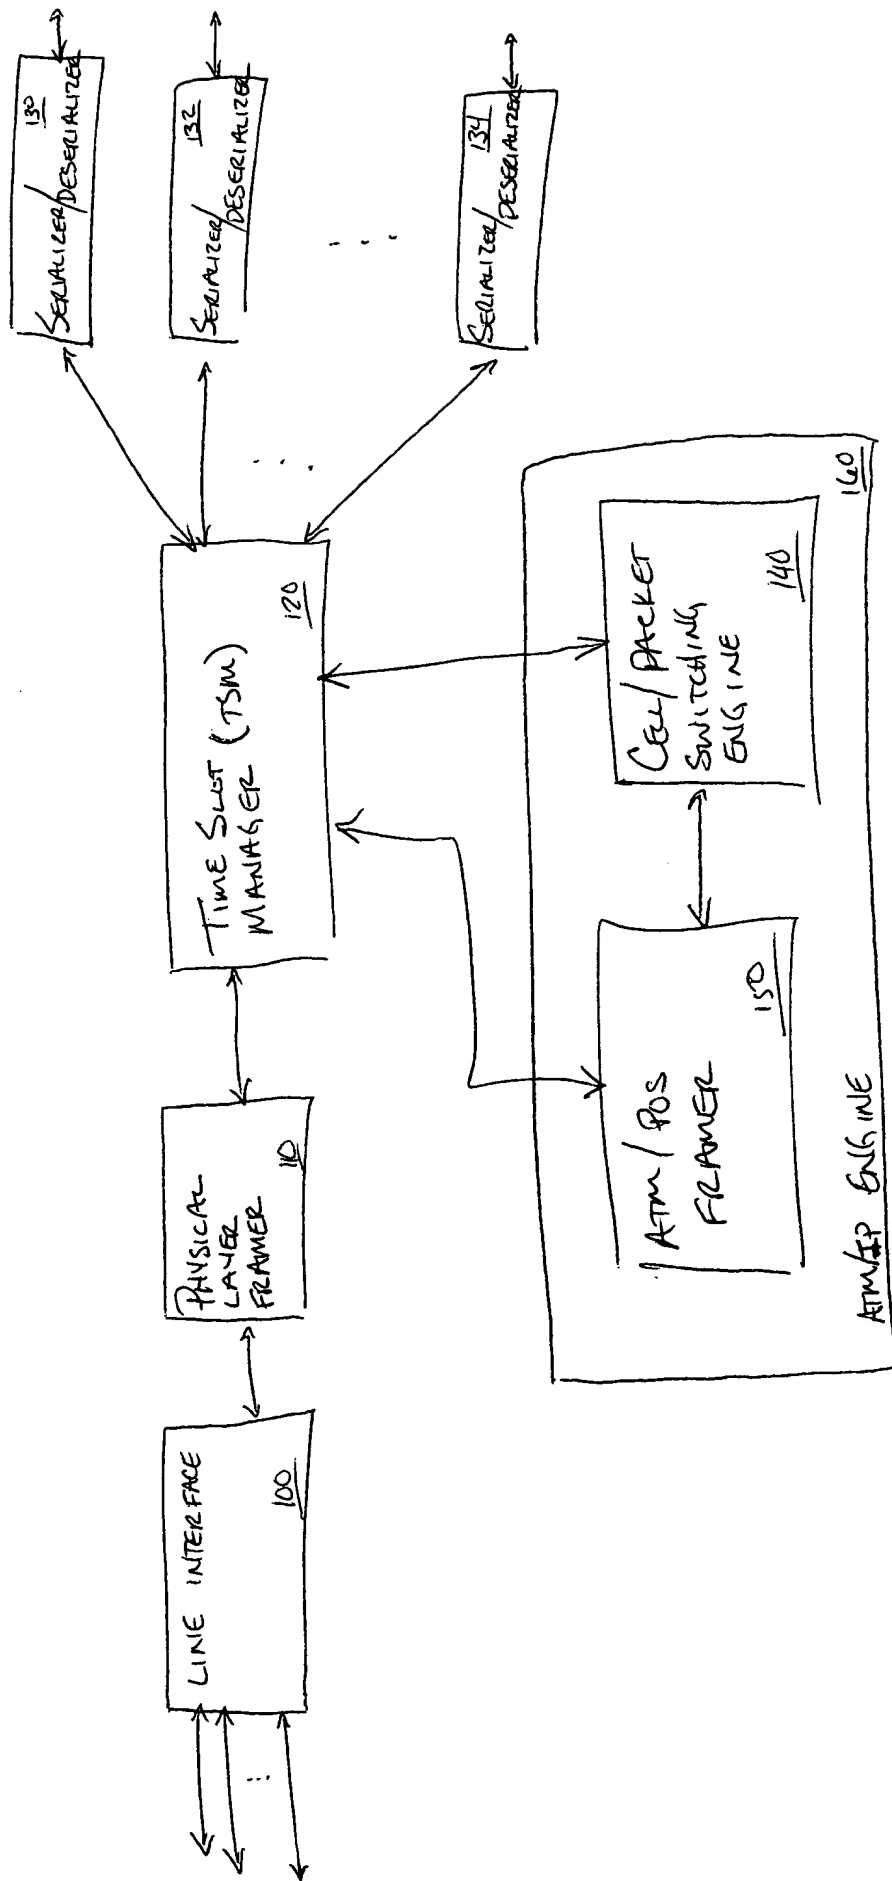 LINE INTERFACE
100
PHYSICAL
LAYER
FRAMER
110
TIME SLOT (TSM)
MANAGER
120
SERIALIZER/
DESERIALIZER
130
SERIALIZER/
DESERIALIZER
132
...
SERIALIZER/
DESERIALIZER
134
...
...
ATM/POS
FRAMER
150
CELL/PACKET
SWITCHING
ENGINE
140
ATM/IP ENGINE
160